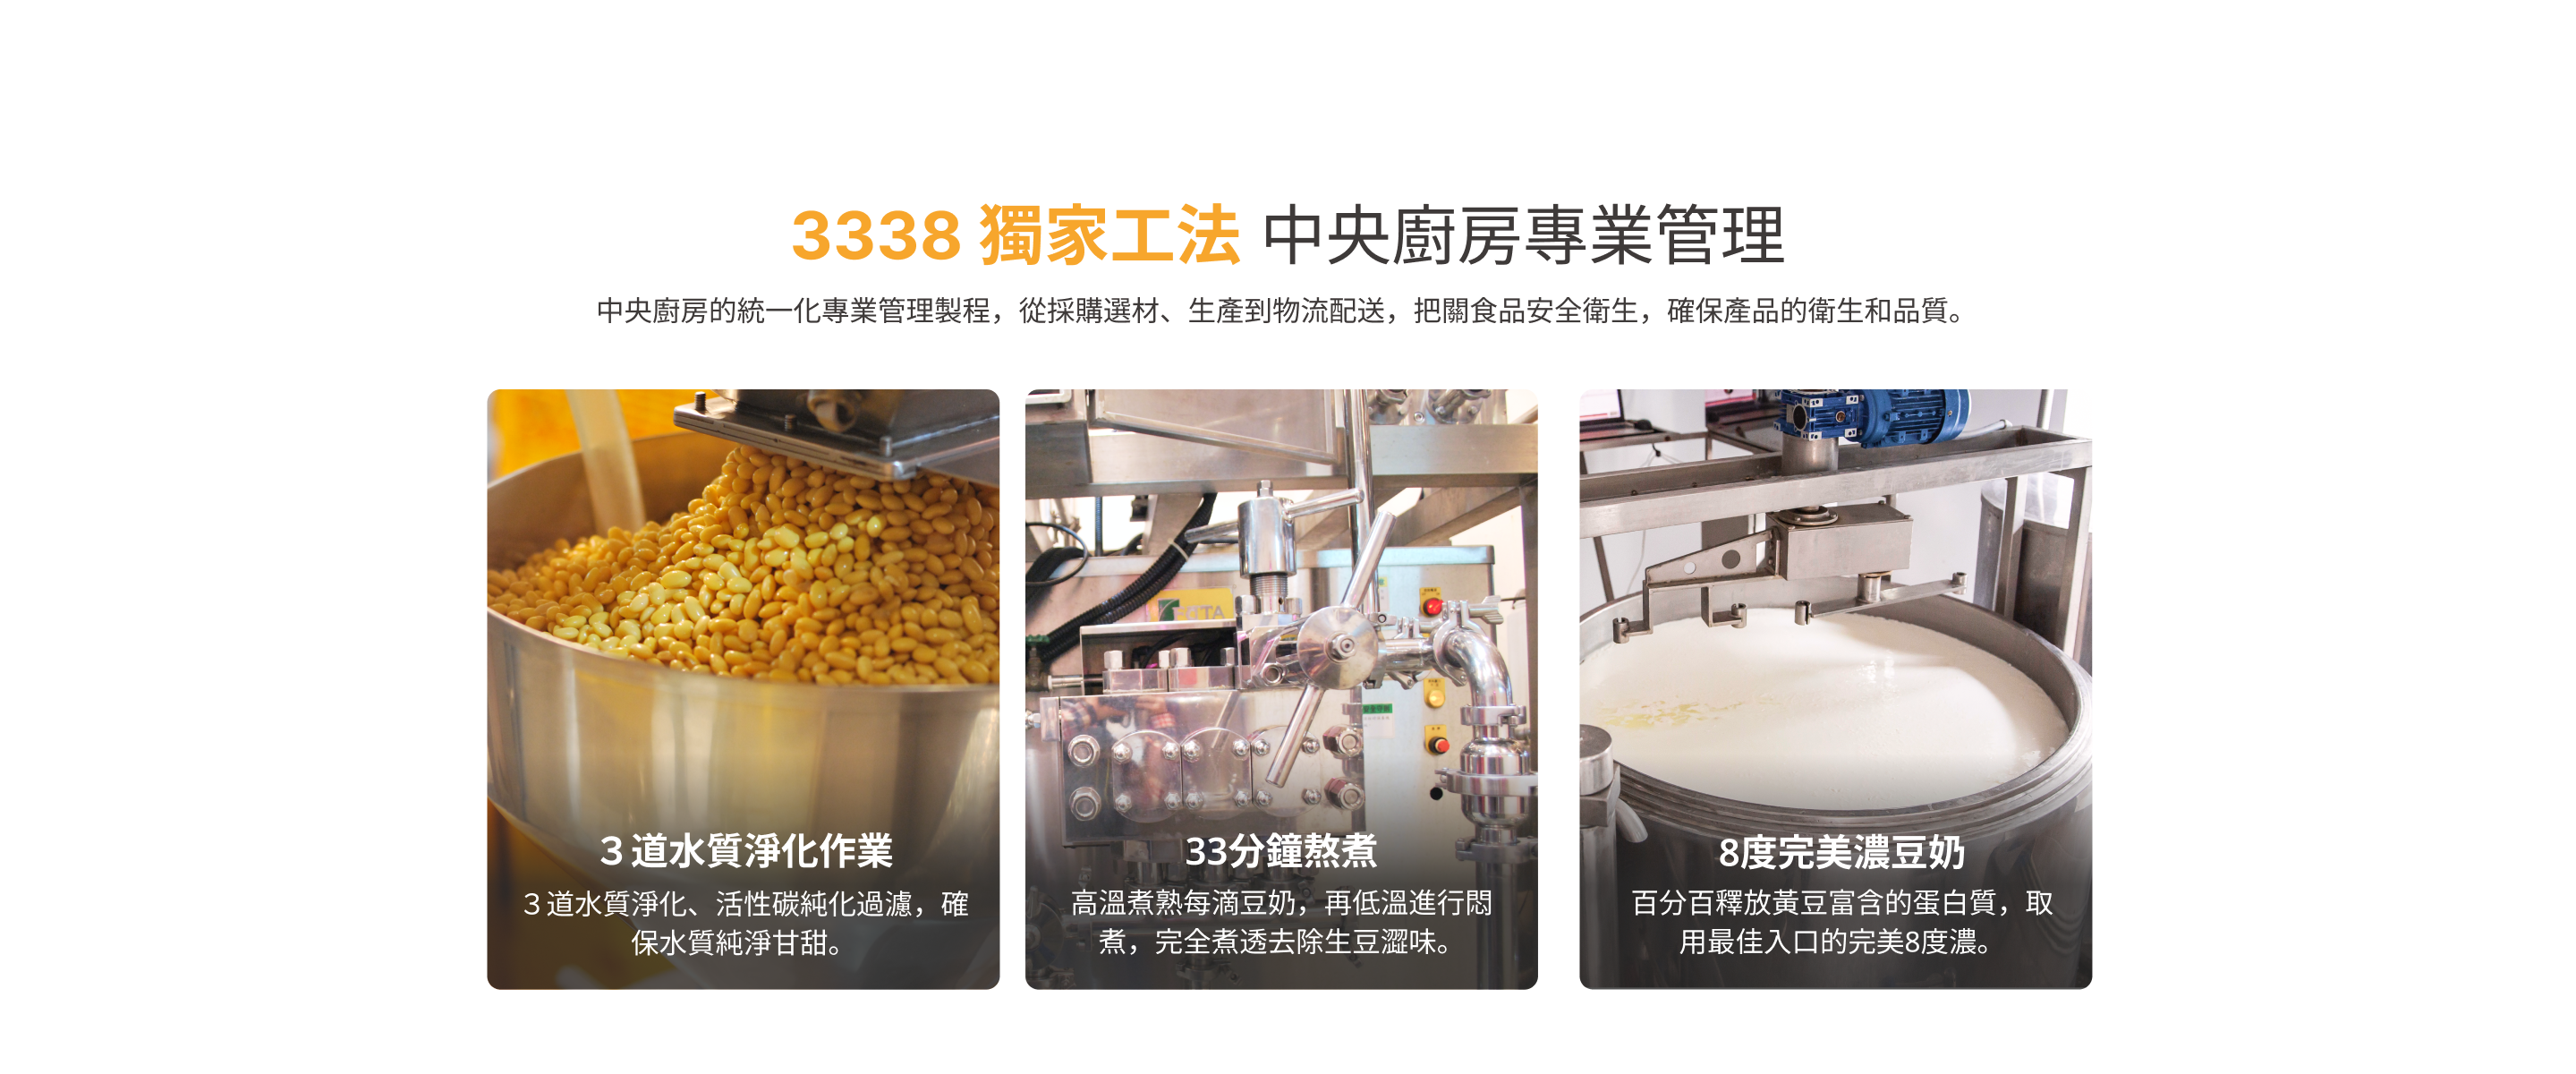 3338 獨家工法 中央廚房專業管理
中央廚房的統一化專業管理製程，從採購選材、生產到物流配送，把關食品安全衛生，確保產品的衛生和品質。
３道水質淨化作業
３道水質淨化、活性碳純化過濾，確
保水質純淨甘甜。
33分鐘熬煮
高溫煮熟每滴豆奶，再低溫進行悶
煮，完全煮透去除生豆澀味。
8度完美濃豆奶
百分百釋放黃豆富含的蛋白質，取
用最佳入口的完美8度濃。